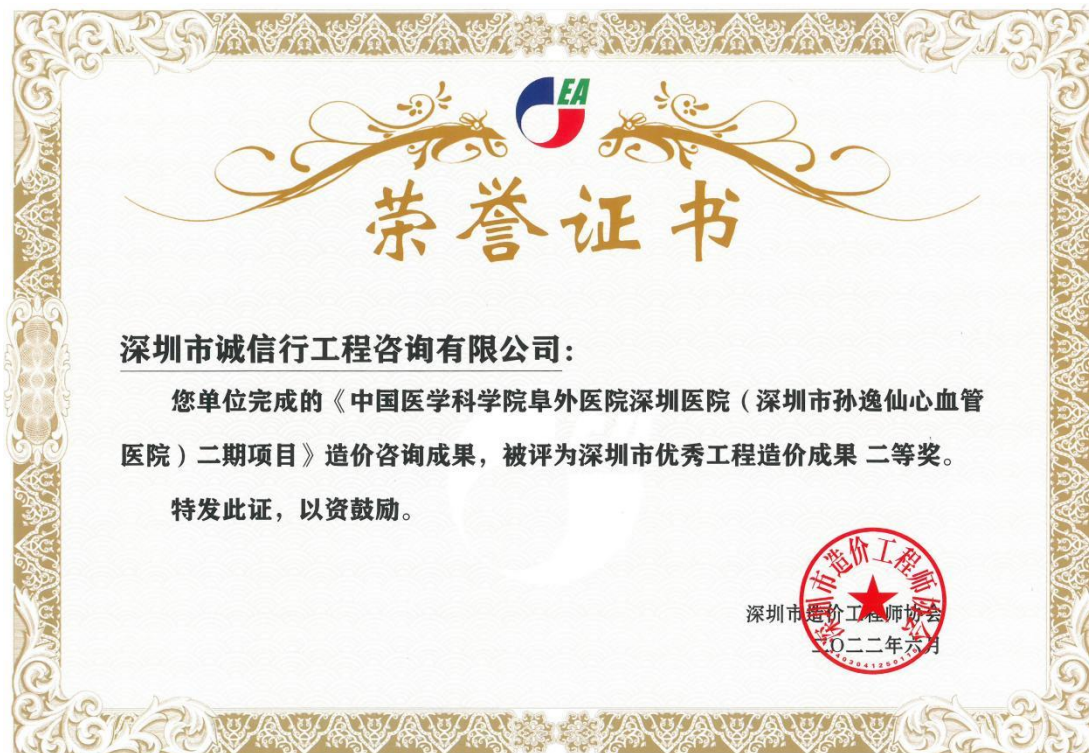 EA
荣誉证书
深圳市诚信行工程咨询有限公司：
您单位完成的《中国医学科学院阜外医院深圳医院（深圳市孙逸仙心血管
医院）二期项目》造价咨询成果，被评为深圳市优秀工程造价成果 二等奖。
特发此证，以资鼓励。
深圳市造价工程师协会
深圳市造价工程师协会
二〇二二年六月